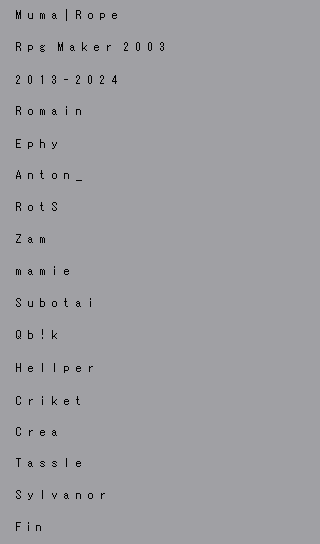 Muma|Rope
Rpg Maker 2003
2013-2024
Romain
Ephy
Anton_
RotS
Zam
mamie
Subotai
Qb!k
Hellper
Criket
Crea
Tassle
Sylvanor
Fin